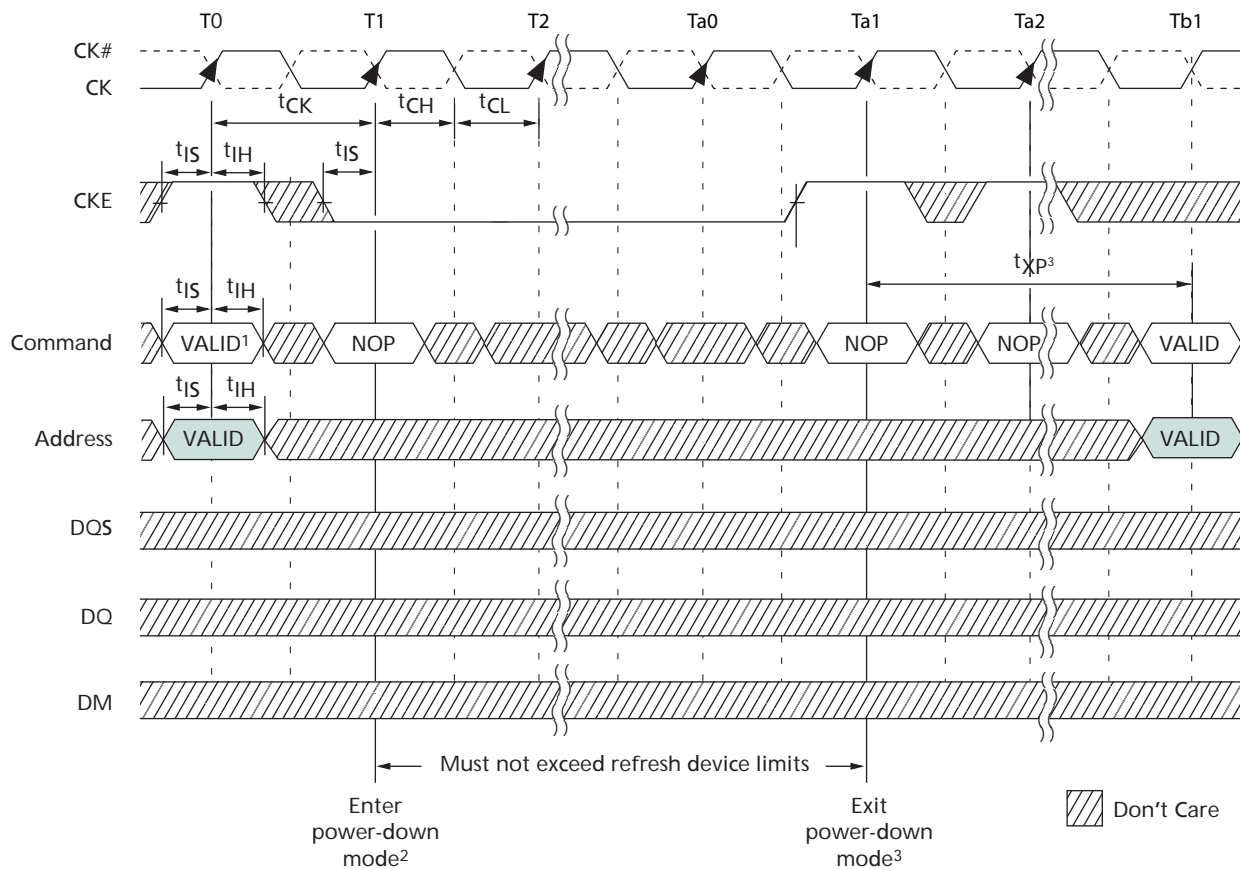 T0 T1 T2 Ta0 Ta1 Ta2 Tb1
CK#
CK
tCK tCH tCL
tIS tIH tIS
CKE
tXP3
tIS tIH
Command VALID1 NOP NOP NOP VALID
tIS tIH
Address VALID VALID
DQS
DQ
DM
Must not exceed refresh device limits
Enter
power-down
mode2
Exit
power-down
mode3
Don't Care